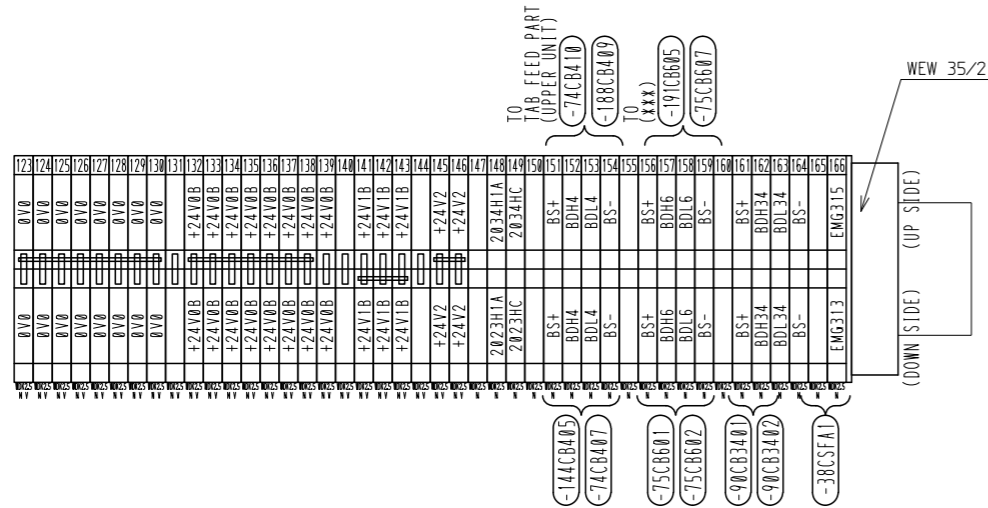 TO
TAB FEED PART
(UPPER UNIT)
-74CB410
-188CB409
TO
(***)
-191CB605
-75CB607
WEW 35/2
123 124 125 126 127 128 129 130 131 132 133 134 135 136 137 138 139 140 141 142 143 144 145 146 147 148 149 150 151 152 153 154 155 156 157 158 159 160 161 162 163 164 165 166
0V0 0V0 0V0 0V0 0V0 0V0 0V0 0V0 +24V0B +24V0B +24V0B +24V0B +24V0B +24V0B +24V0B +24V0B +24V1B +24V1B +24V1B +24V2 +24V2 2034H1A 2034HC BS+ BDH4 BDL4 BS- BS+ BDH6 BDL6 BS- BS+ BDH34 BDL34 BS- EMG315
(UP SIDE)
0V0 0V0 0V0 0V0 0V0 0V0 0V0 0V0 +24V0B +24V0B +24V0B +24V0B +24V0B +24V0B +24V0B +24V0B +24V1B +24V1B +24V1B +24V2 +24V2 2023H1A 2023HC BS+ BDH4 BDL4 BS- BS+ BDH6 BDL6 BS- BS+ BDH34 BDL34 BS- EMG313
(DOWN SIDE)
-144CB405
-74CB407
-75CB601
-75CB602
-90CB3401
-90CB3402
-38CSFA1